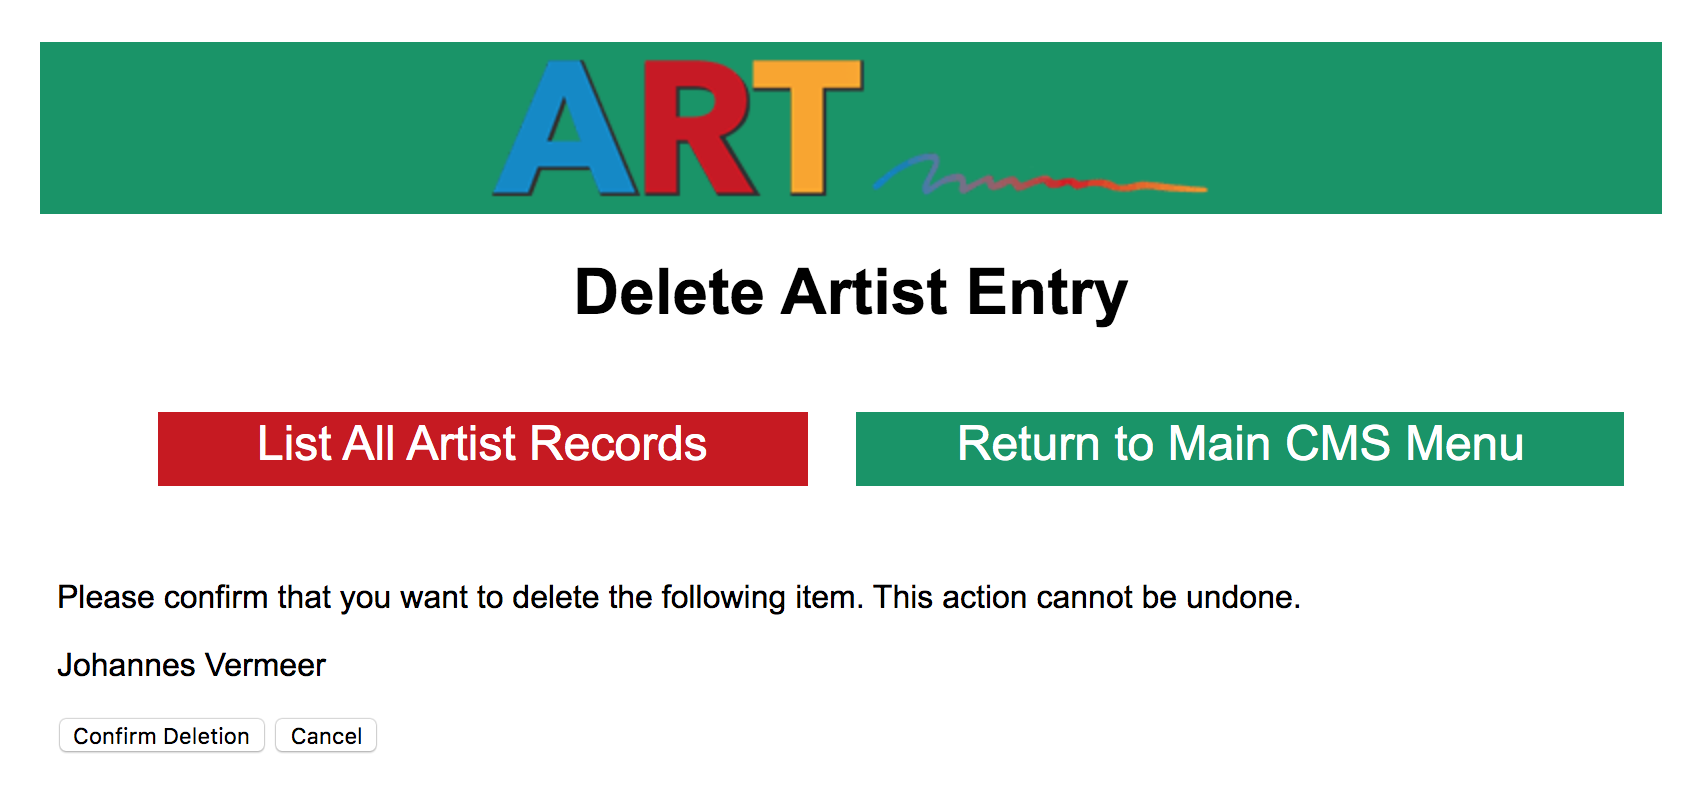 ART
Delete Artist Entry
List All Artist Records
Return to Main CMS Menu
Please confirm that you want to delete the following item. This action cannot be undone.
Johannes Vermeer
Confirm Deletion
Cancel